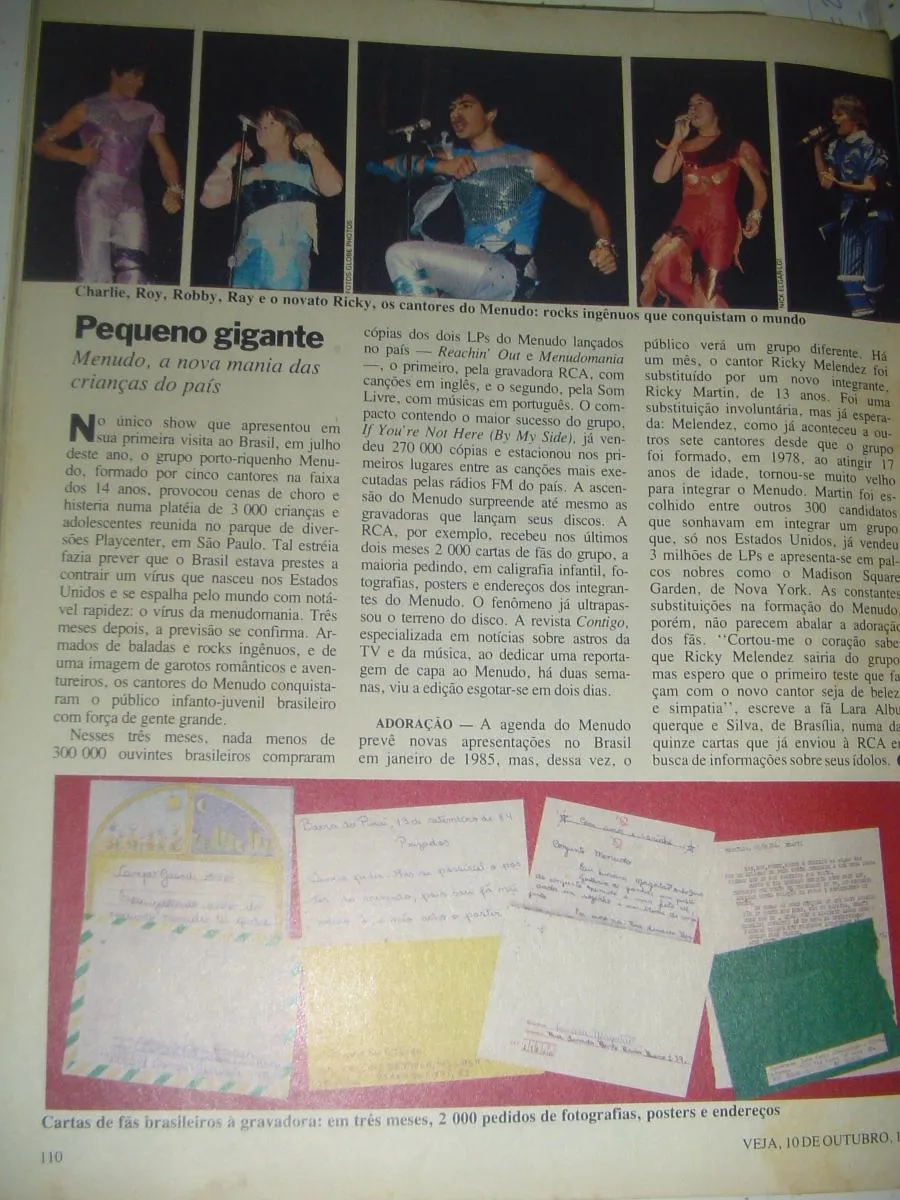 FOTOS GLOBE PHOTOS
NICK ELGAR/LGI
Charlie, Roy, Robby, Ray e o novato Ricky, os cantores do Menudo: rocks ingênuos que conquistam o mundo
Pequeno gigante
Menudo, a nova mania das
crianças do país
No único show que apresentou em
sua primeira visita ao Brasil, em julho
deste ano, o grupo porto-riquenho Menu-
do, formado por cinco cantores na faixa
dos 14 anos, provocou cenas de choro e
histeria numa platéia de 3 000 crianças e
adolescentes reunida no parque de diver-
sões Playcenter, em São Paulo. Tal estréia
fazia prever que o Brasil estava prestes a
contrair um vírus que nasceu nos Estados
Unidos e se espalha pelo mundo com notá-
vel rapidez: o vírus da menudomania. Três
meses depois, a previsão se confirma. Ar-
mados de baladas e rocks ingênuos, e de
uma imagem de garotos românticos e aven-
tureiros, os cantores do Menudo conquista-
ram o público infanto-juvenil brasileiro
com força de gente grande.
Nesses três meses, nada menos de
300 000 ouvintes brasileiros compraram
cópias dos dois LPs do Menudo lançados
no país — Reachin' Out e Menudomania
—, o primeiro, pela gravadora RCA, com
canções em inglês, e o segundo, pela Som
Livre, com músicas em português. O com-
pacto contendo o maior sucesso do grupo,
If You're Not Here (By My Side), já ven-
deu 270 000 cópias e estacionou nos pri-
meiros lugares entre as canções mais exe-
cutadas pelas rádios FM do país. A ascen-
são do Menudo surpreende até mesmo as
gravadoras que lançam seus discos. A
RCA, por exemplo, recebeu nos últimos
dois meses 2 000 cartas de fãs do grupo, a
maioria pedindo, em caligrafia infantil, fo-
tografias, posters e endereços dos integran-
tes do Menudo. O fenômeno já ultrapas-
sou o terreno do disco. A revista Contigo,
especializada em notícias sobre astros da
TV e da música, ao dedicar uma reporta-
gem de capa ao Menudo, há duas sema-
nas, viu a edição esgotar-se em dois dias.
ADORAÇÃO — A agenda do Menudo
prevê novas apresentações no Brasil
em janeiro de 1985, mas, dessa vez, o
público verá um grupo diferente. Há
um mês, o cantor Ricky Melendez foi
substituído por um novo integrante,
Ricky Martin, de 13 anos. Foi uma
substituição involuntária, mas já espera-
da: Melendez, como já aconteceu a ou-
tros sete cantores desde que o grupo
foi formado, em 1978, ao atingir 17
anos de idade, tornou-se muito velho
para integrar o Menudo. Martin foi es-
colhido entre outros 300 candidatos
que sonhavam em integrar um grupo
que, só nos Estados Unidos, já vendeu
3 milhões de LPs e apresenta-se em pal-
cos nobres como o Madison Square
Garden, de Nova York. As constantes
substituições na formação do Menudo,
porém, não parecem abalar a adoração
dos fãs. "Cortou-me o coração sabe
que Ricky Melendez sairia do grupo
mas espero que o primeiro teste que fa
çam com o novo cantor seja de belez
e simpatia", escreve a fã Lara Albu
querque e Silva, de Brasília, numa da
quinze cartas que já enviou à RCA e
busca de informações sobre seus ídolos.
Barra do Piraí, 13 de setembro de 84
Prezados
Conjunto Menudo
Cartas de fãs brasileiros à gravadora: em três meses, 2 000 pedidos de fotografias, posters e endereços
110
VEJA, 10 DE OUTUBRO, 1